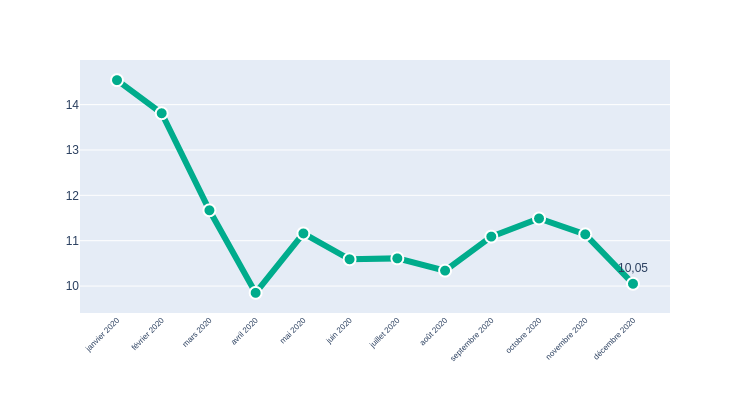 14
13
12
11
10
10,05
janvier 2020
février 2020
mars 2020
avril 2020
mai 2020
juin 2020
juillet 2020
août 2020
septembre 2020
octobre 2020
novembre 2020
décembre 2020